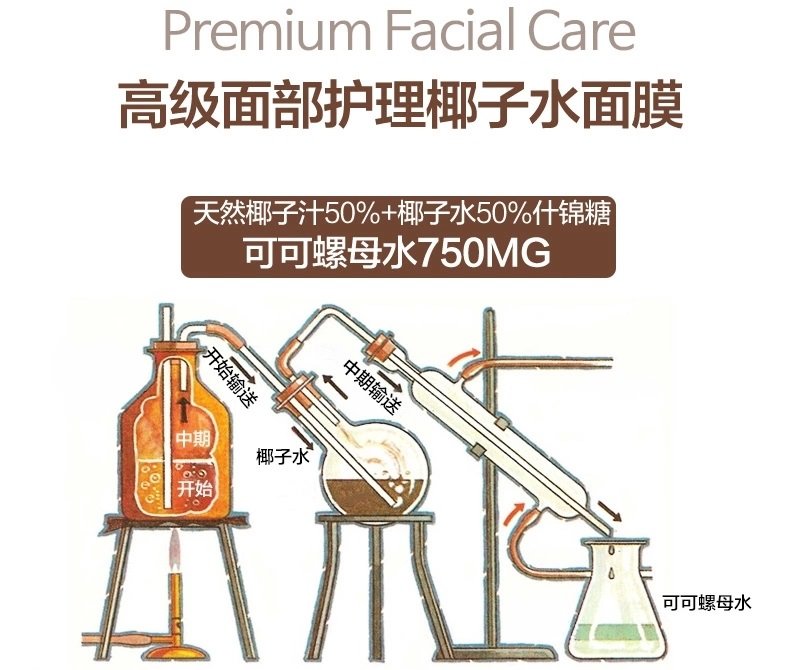 Premium Facial Care
高级面部护理椰子水面膜
天然椰子汁50%+椰子水50%什锦糖
可可螺母水750MG
开始输送
中期输送
中期
椰子水
开始
可可螺母水